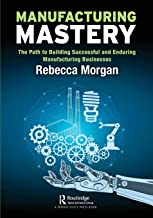 MANUFACTURING
MASTERY
The Path to Building Successful and Enduring
Manufacturing Businesses
Rebecca Morgan
Routledge
Taylor & Francis Group
A PRODUCTIVITY PRESS BOOK